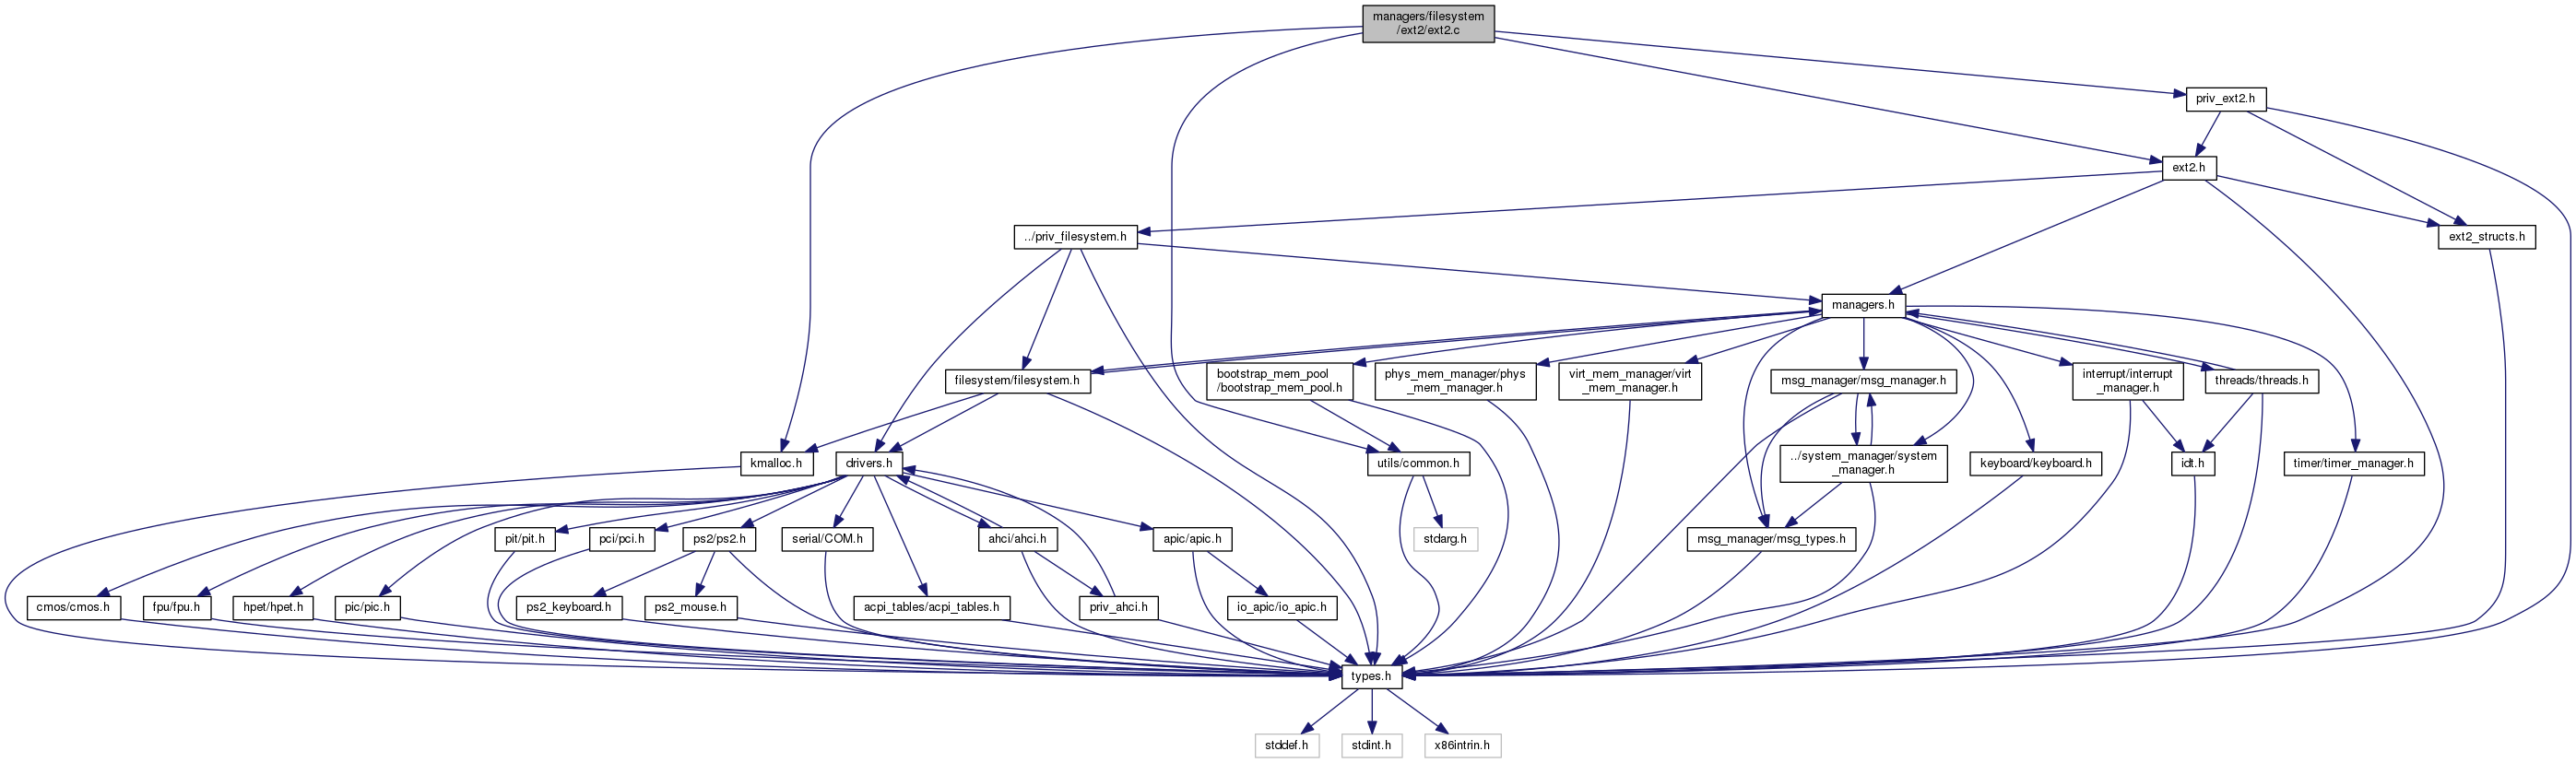 managers/filesystem
/ext2/ext2.c
priv_ext2.h
ext2.h
../priv_filesystem.h
ext2_structs.h
managers.h
filesystem/filesystem.h
bootstrap_mem_pool
/bootstrap_mem_pool.h
phys_mem_manager/phys
_mem_manager.h
virt_mem_manager/virt
_mem_manager.h
msg_manager/msg_manager.h
interrupt/interrupt
_manager.h
threads/threads.h
kmalloc.h
drivers.h
utils/common.h
../system_manager/system
_manager.h
keyboard/keyboard.h
idt.h
timer/timer_manager.h
pit/pit.h
pci/pci.h
ps2/ps2.h
serial/COM.h
ahci/ahci.h
apic/apic.h
stdarg.h
msg_manager/msg_types.h
cmos/cmos.h
fpu/fpu.h
hpet/hpet.h
pic/pic.h
ps2_keyboard.h
ps2_mouse.h
acpi_tables/acpi_tables.h
priv_ahci.h
io_apic/io_apic.h
types.h
stddef.h
stdint.h
x86intrin.h